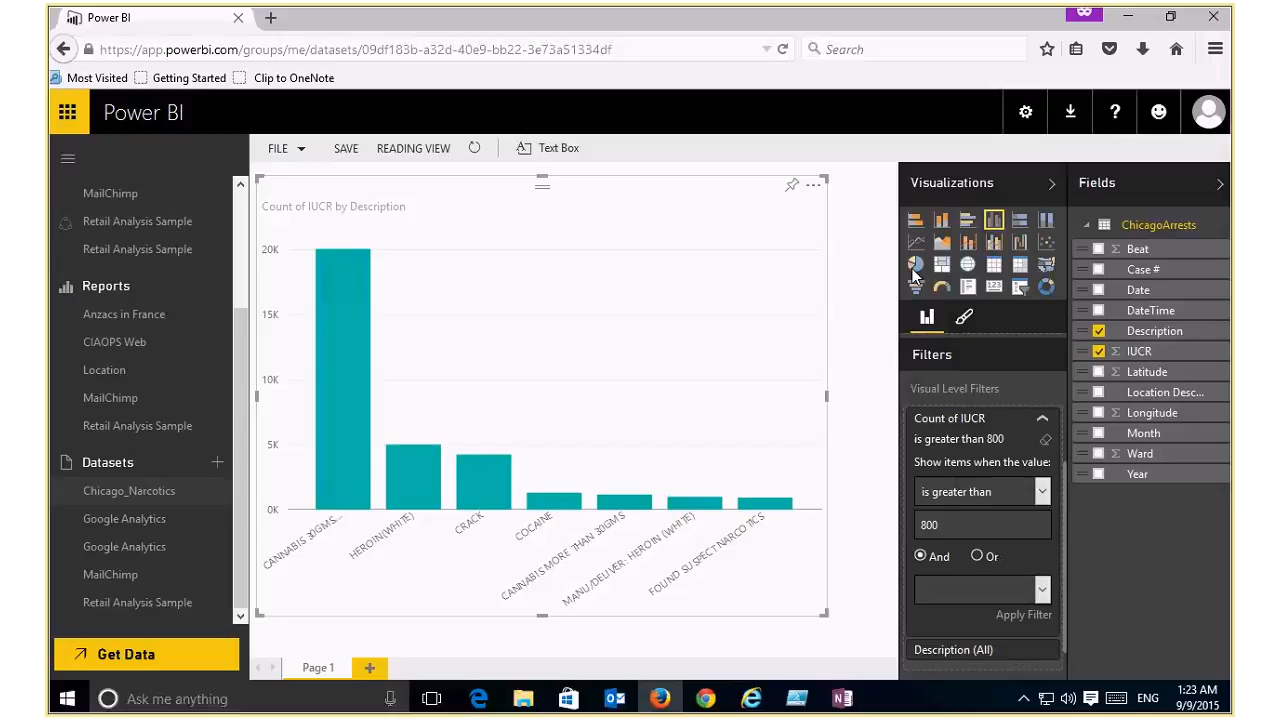 Power BI
https://app.powerbi.com/groups/me/datasets/09df183b-a32d-40e9-bb22-3e73a51334df
Search
Most Visited
Getting Started
Clip to OneNote
Power BI
?
FILE
SAVE
READING VIEW
Text Box
MailChimp
Retail Analysis Sample
Retail Analysis Sample
Reports
Anzacs in France
CIAOPS Web
Location
MailChimp
Retail Analysis Sample
Datasets
Chicago_Narcotics
Google Analytics
Google Analytics
MailChimp
Retail Analysis Sample
Get Data
Count of IUCR by Description
20K
15K
10K
5K
0K
CANNABIS 30GMS...
HEROIN(WHITE)
CRACK
COCAINE
CANNABIS MORE THAN 30GMS
MANU/DELIVER: HEROIN (WHITE)
FOUND SUSPECT NARCOTICS
Page 1
Visualizations
123
Filters
Visual Level Filters
Count of IUCR
is greater than 800
Show items when the value:
is greater than
800
And
Or
Apply Filter
Description (All)
Fields
ChicagoArrests
Σ Beat
Case #
Date
DateTime
Description
Σ IUCR
Σ Latitude
Location Desc...
Σ Longitude
Month
Σ Ward
Year
Ask me anything
ENG
1:23 AM
9/9/2015